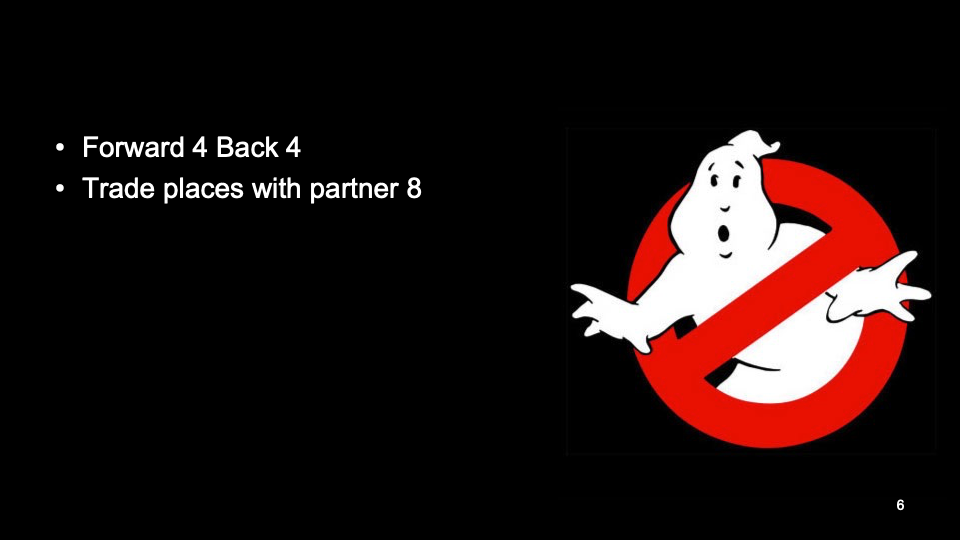 • Forward 4 Back 4
• Trade places with partner 8
6